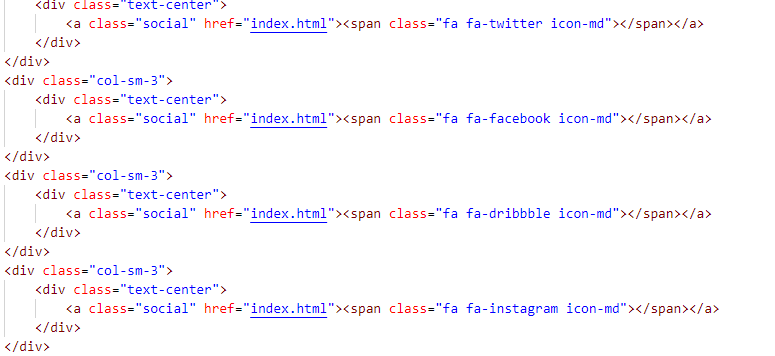 <div class="text-center">
<a class="social" href="index.html"><span class="fa fa-twitter icon-md"></span></a>
</div>
</div>
<div class="col-sm-3">
<div class="text-center">
<a class="social" href="index.html"><span class="fa fa-facebook icon-md"></span></a>
</div>
</div>
<div class="col-sm-3">
<div class="text-center">
<a class="social" href="index.html"><span class="fa fa-dribbble icon-md"></span></a>
</div>
</div>
<div class="col-sm-3">
<div class="text-center">
<a class="social" href="index.html"><span class="fa fa-instagram icon-md"></span></a>
</div>
</div>